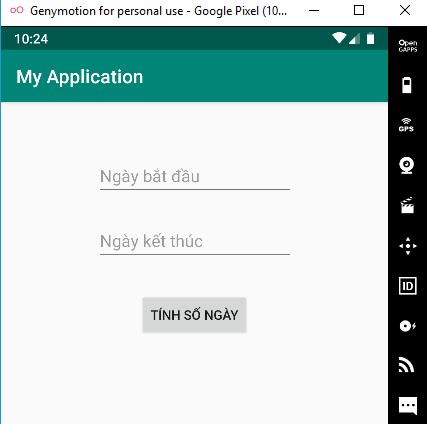 Genymotion for personal use - Google Pixel (10...
10:24
Open
GAPPS
My Application
GPS
Ngày bắt đầu
Ngày kết thúc
ID
TÍNH SỐ NGÀY